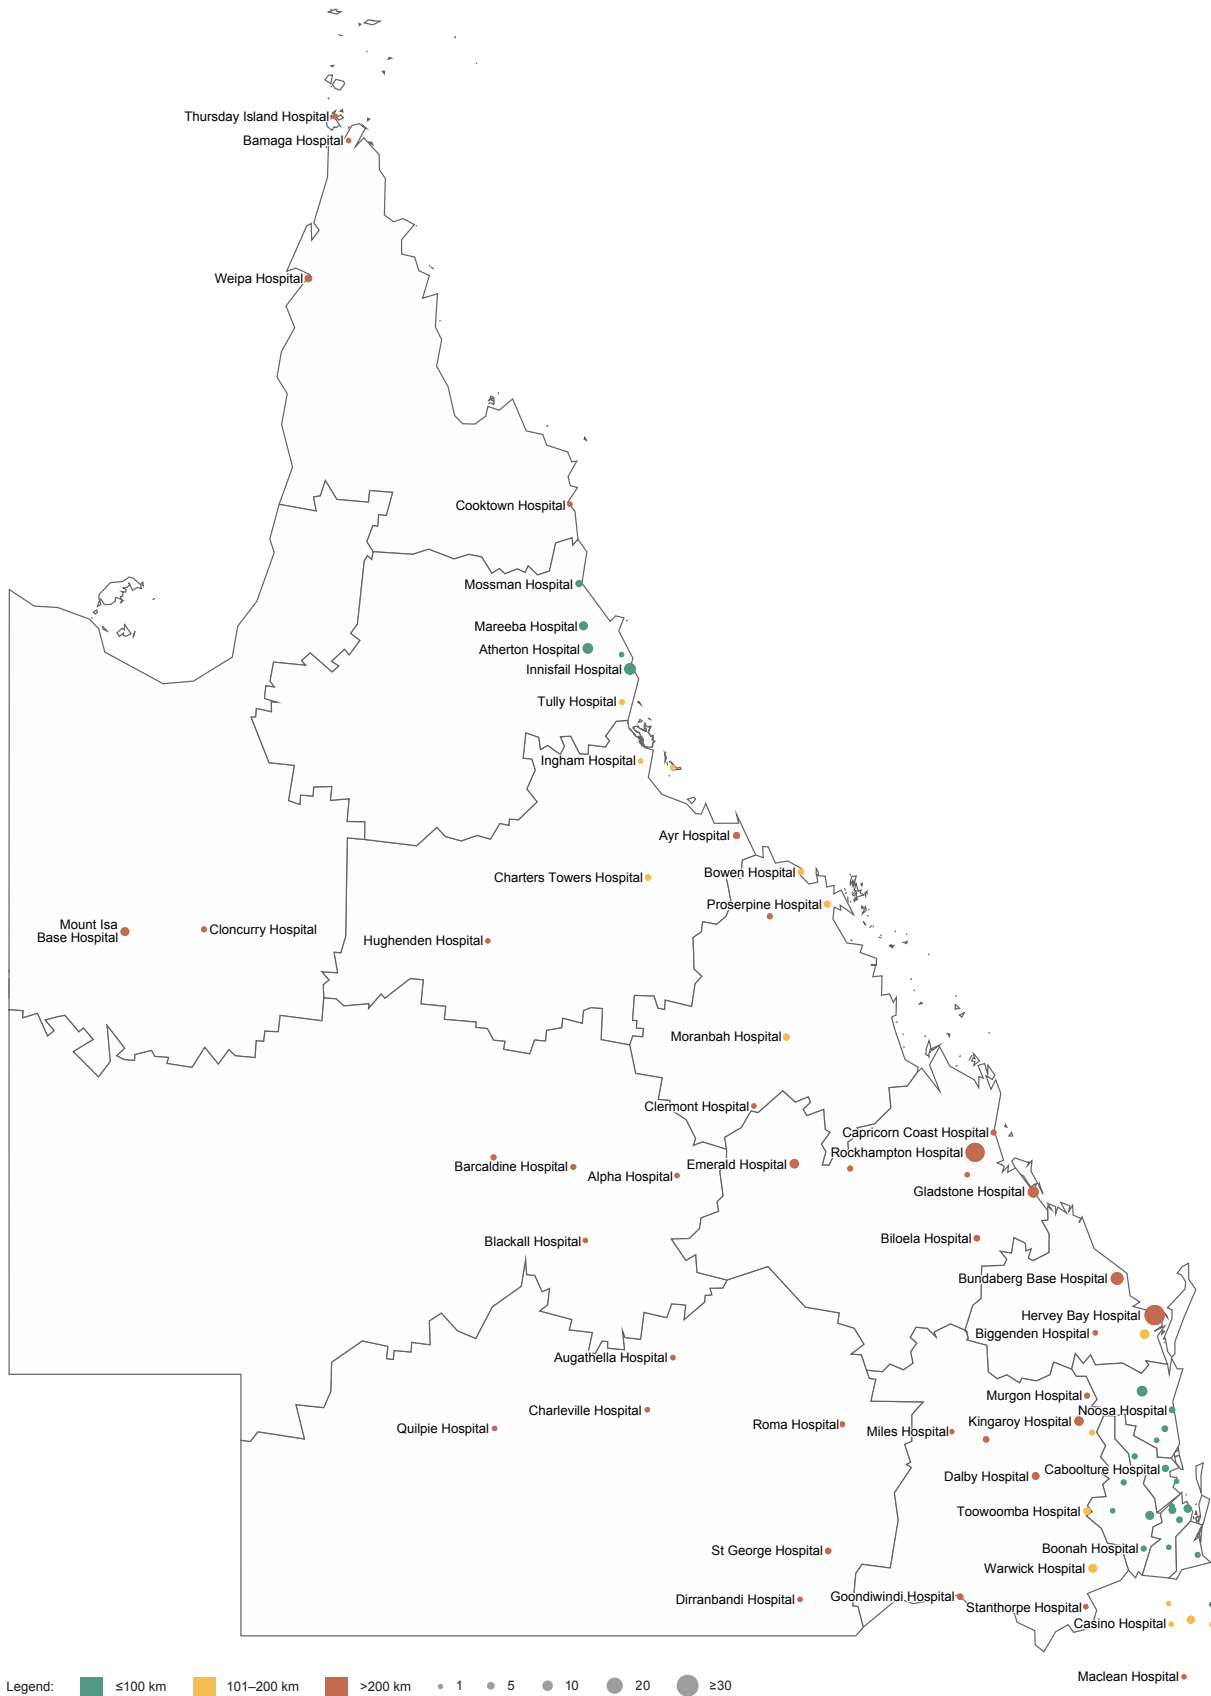 Thursday Island Hospital
Bamaga Hospital
Weipa Hospital
Cooktown Hospital
Mossman Hospital
Mareeba Hospital
Atherton Hospital
Innisfail Hospital
Tully Hospital
Ingham Hospital
Ayr Hospital
Bowen Hospital
Charters Towers Hospital
Proserpine Hospital
Mount Isa
Base Hospital
Cloncurry Hospital
Hughenden Hospital
Moranbah Hospital
Clermont Hospital
Capricorn Coast Hospital
Rockhampton Hospital
Emerald Hospital
Barcaldine Hospital
Alpha Hospital
Gladstone Hospital
Biloela Hospital
Blackall Hospital
Bundaberg Base Hospital
Hervey Bay Hospital
Biggenden Hospital
Augathella Hospital
Murgon Hospital
Noosa Hospital
Charleville Hospital
Kingaroy Hospital
Roma Hospital
Quilpie Hospital
Miles Hospital
Caboolture Hospital
Dalby Hospital
Toowoomba Hospital
Boonah Hospital
St George Hospital
Warwick Hospital
Goondiwindi Hospital
Dirranbandi Hospital
Stanthorpe Hospital
Casino Hospital
Maclean Hospital
Legend: ≤100 km 101–200 km >200 km 1 5 10 20 ≥30